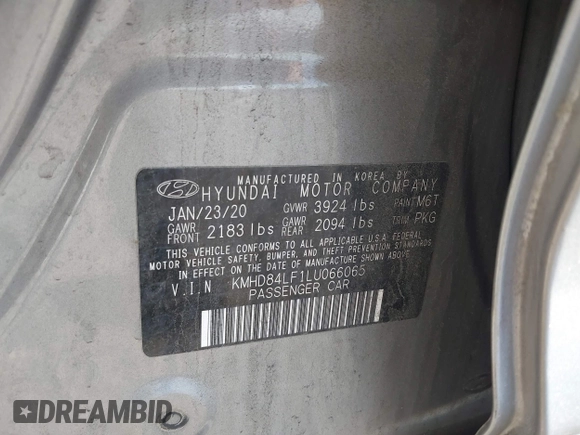 MANUFACTURED IN KOREA BY
HYUNDAI MOTOR COMPANY
JAN/23/20 GVWR 3924 lbs PAINT M6T
GAWR FRONT 2183 lbs GAWR REAR 2094 lbs TRIM PKG
THIS VEHICLE CONFORMS TO ALL APPLICABLE U.S.A. FEDERAL
MOTOR VEHICLE SAFETY, BUMPER, AND THEFT PREVENTION STANDARDS
IN EFFECT ON THE DATE OF MANUFACTURE SHOWN ABOVE.
V.I.N KMHD84LF1LU066065
PASSENGER CAR
DREAMBID